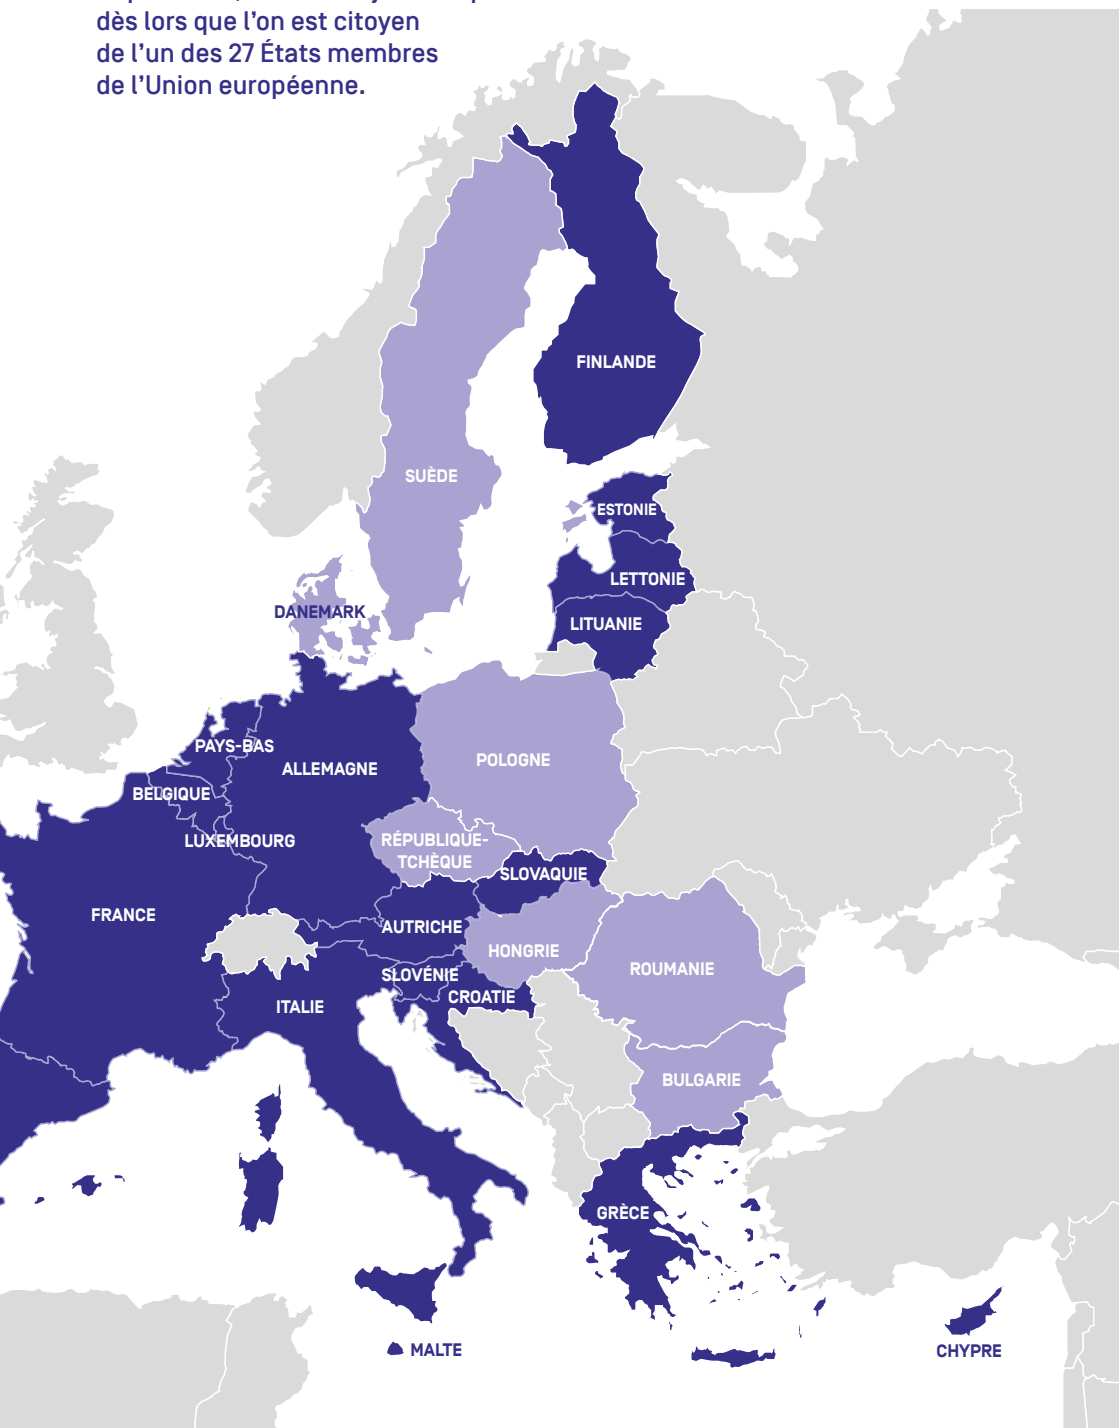 dès lors que l'on est citoyen
de l'un des 27 États membres
de l'Union européenne.
FINLANDE
SUÈDE
ESTONIE
LETTONIE
DANEMARK
LITUANIE
PAYS-BAS
POLOGNE
ALLEMAGNE
BELGIQUE
LUXEMBOURG
RÉPUBLIQUE-
TCHÈQUE
SLOVAQUIE
FRANCE
AUTRICHE
HONGRIE
ROUMANIE
SLOVÉNIE
CROATIE
ITALIE
BULGARIE
GRÈCE
MALTE
CHYPRE